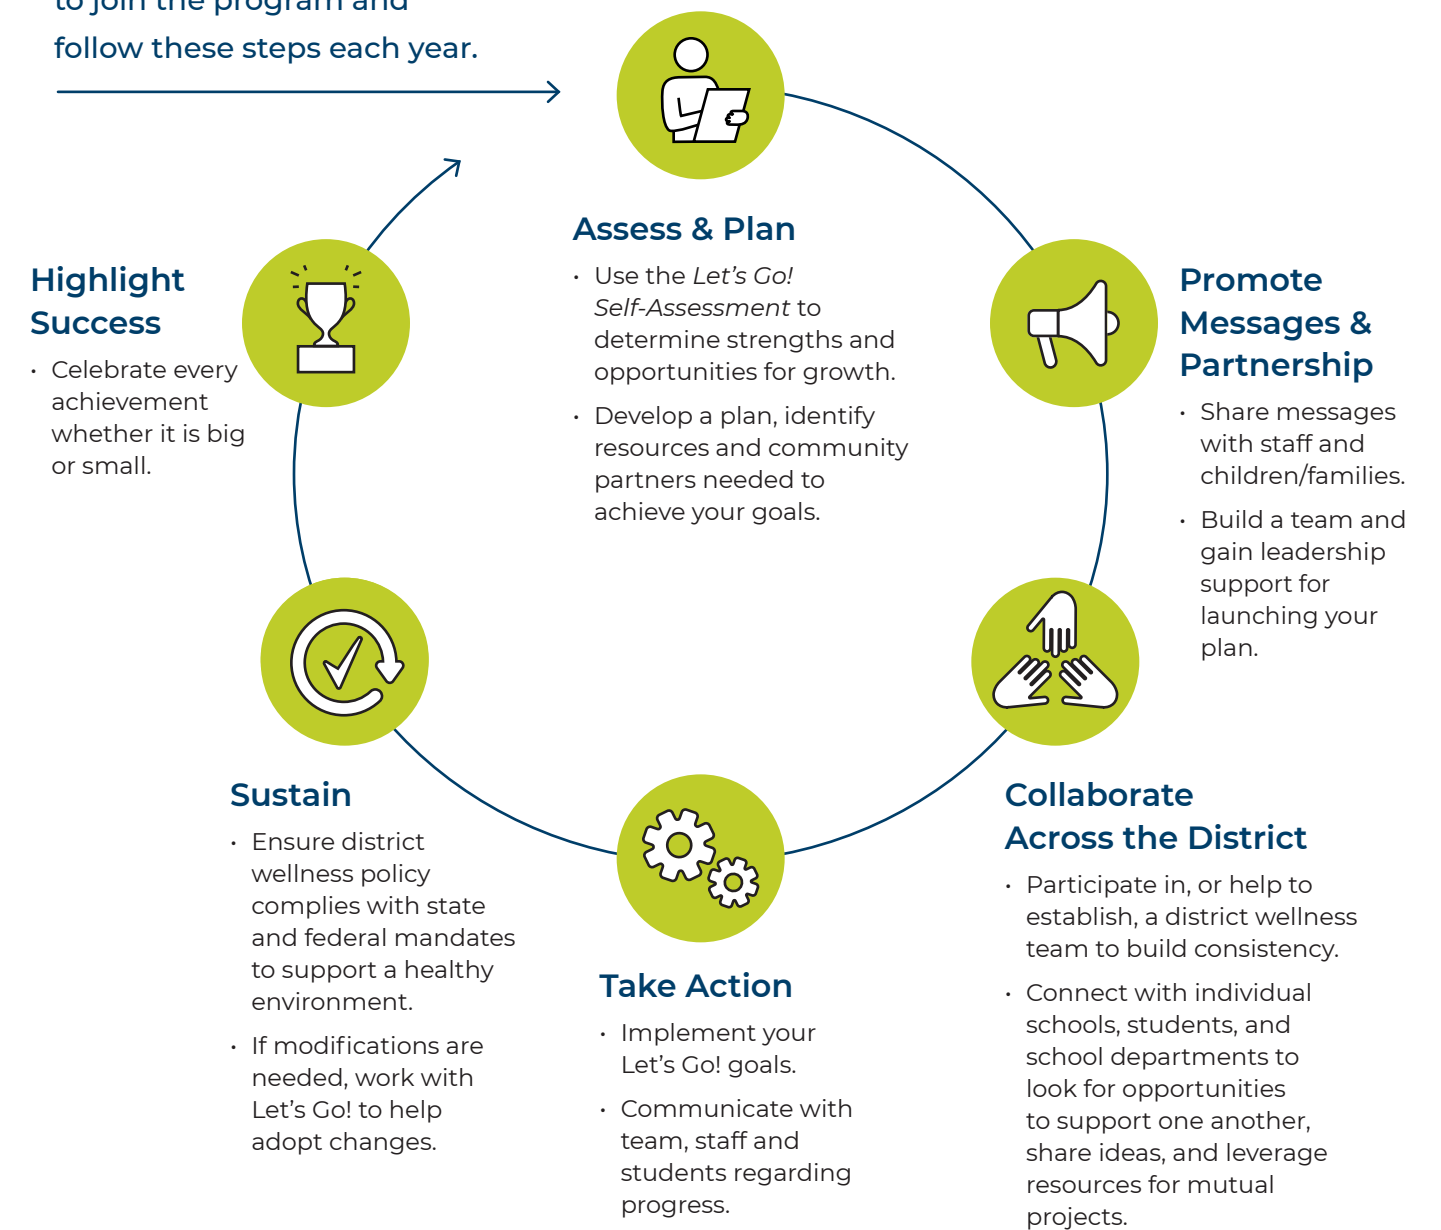 to join the program and
follow these steps each year.
Assess & Plan
• Use the Let’s Go!
Self-Assessment to
determine strengths and
opportunities for growth.
• Develop a plan, identify
resources and community
partners needed to
achieve your goals.
Promote
Messages &
Partnership
• Share messages
with staff and
children/families.
• Build a team and
gain leadership
support for
launching your
plan.
Collaborate
Across the District
• Participate in, or help to
establish, a district wellness
team to build consistency.
• Connect with individual
schools, students, and
school departments to
look for opportunities
to support one another,
share ideas, and leverage
resources for mutual
projects.
Take Action
• Implement your
Let’s Go! goals.
• Communicate with
team, staff and
students regarding
progress.
Sustain
• Ensure district
wellness policy
complies with state
and federal mandates
to support a healthy
environment.
• If modifications are
needed, work with
Let’s Go! to help
adopt changes.
Highlight
Success
• Celebrate every
achievement
whether it is big
or small.